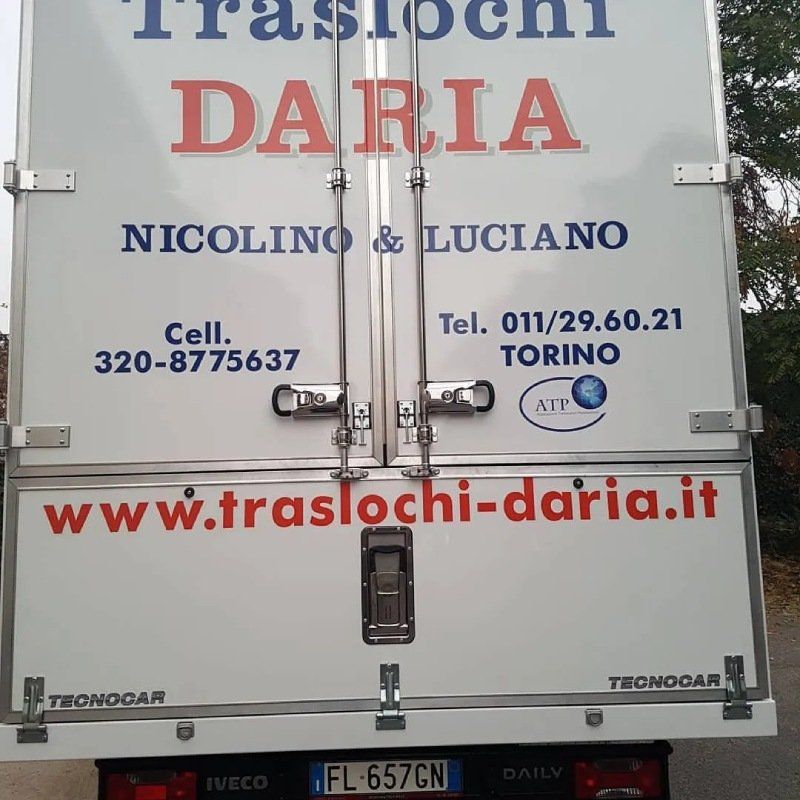 Traslochi
DARIA
NICOLINO & LUCIANO
Cell.
320-8775637
Tel. 011/29.60.21
TORINO
ATP
www.traslochi-daria.it
TECNOCAR
TECNOCAR
IVECO
FL-657GN
DAILY